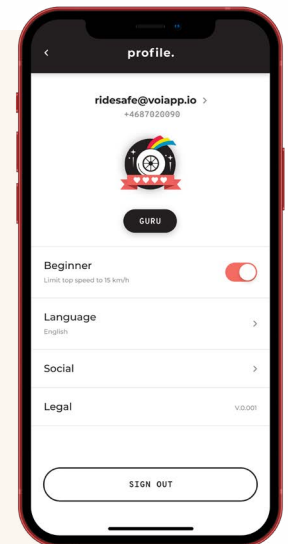 profile.
ridesafe@voiapp.io >
+4687020090
GURU
Beginner
Limit top speed to 15 km/h
Language
English
Social
Legal
V.0.001
SIGN OUT